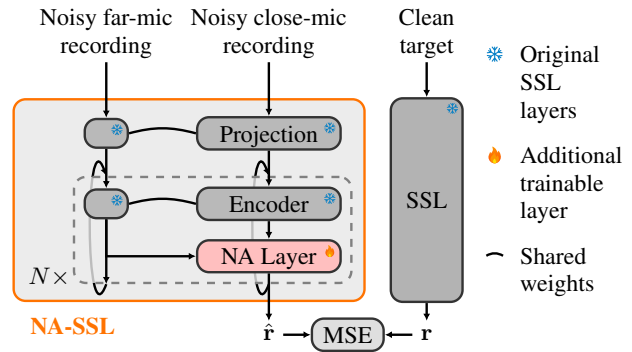 Noisy far-mic
recording
Noisy close-mic
recording
Clean
target
Original
SSL
layers
Additional
trainable
layer
Shared
weights
Projection
Encoder
NA Layer
N×
SSL
NA-SSL
r̂
MSE
r